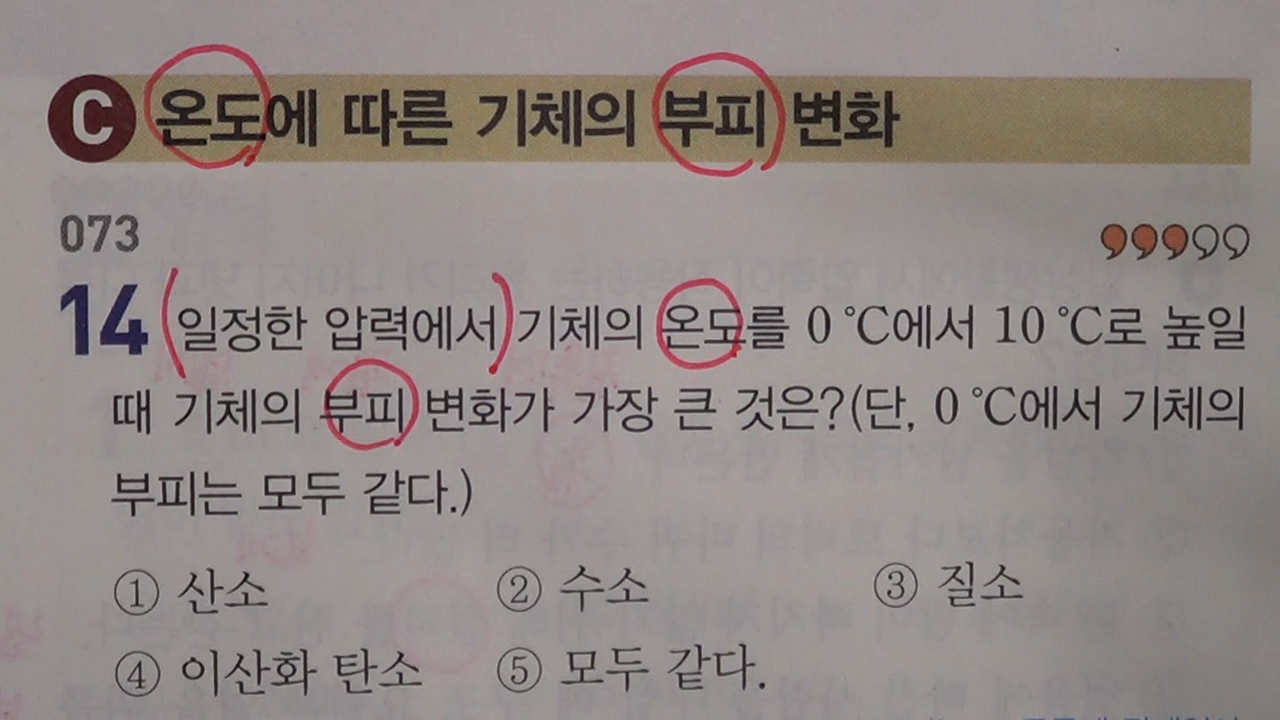 C 온도에 따른 기체의 부피 변화
073
14 일정한 압력에서 기체의 온도를 0 ℃에서 10 ℃로 높일
때 기체의 부피 변화가 가장 큰 것은?(단, 0 ℃에서 기체의
부피는 모두 같다.)
① 산소 ② 수소 ③ 질소
④ 이산화 탄소 ⑤ 모두 같다.